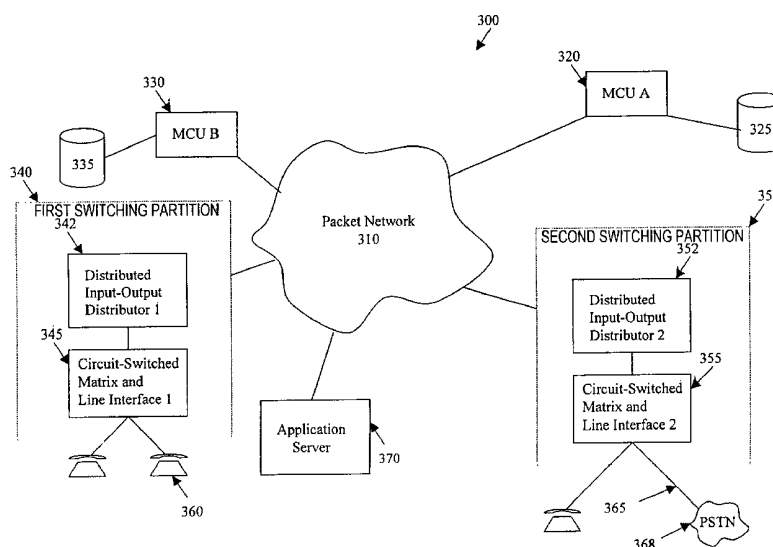 300
330
320
MCU B
MCU A
335
325
340
FIRST SWITCHING PARTITION
342
Packet Network
310
SECOND SWITCHING PARTITION
352
Distributed
Input-Output
Distributor 1
Distributed
Input-Output
Distributor 2
345
355
Circuit-Switched
Matrix and
Line Interface 1
Circuit-Switched
Matrix and
Line Interface 2
Application
Server
370
360
365
PSTN
368